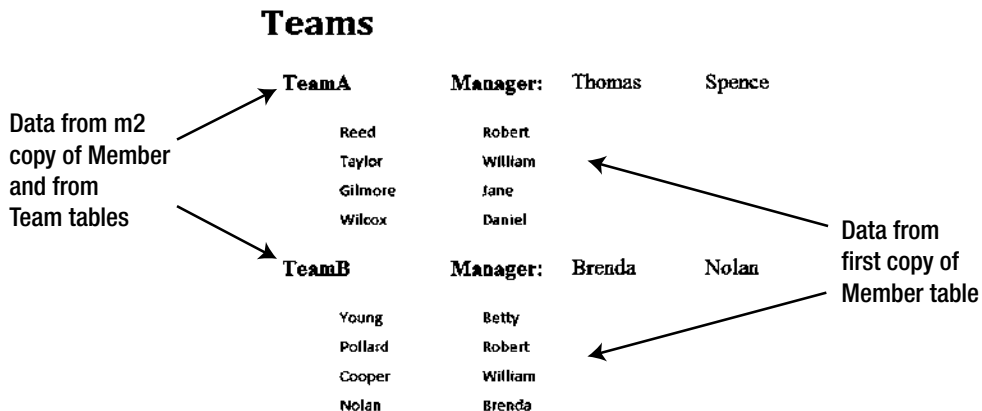 Teams
TeamA Manager: Thomas Spence
Reed Robert
Taylor William
Gilmore Jane
Wilcox Daniel
TeamB Manager: Brenda Nolan
Young Betty
Pollard Robert
Cooper William
Nolan Brenda
Data from m2
copy of Member
and from
Team tables
Data from
first copy of
Member table